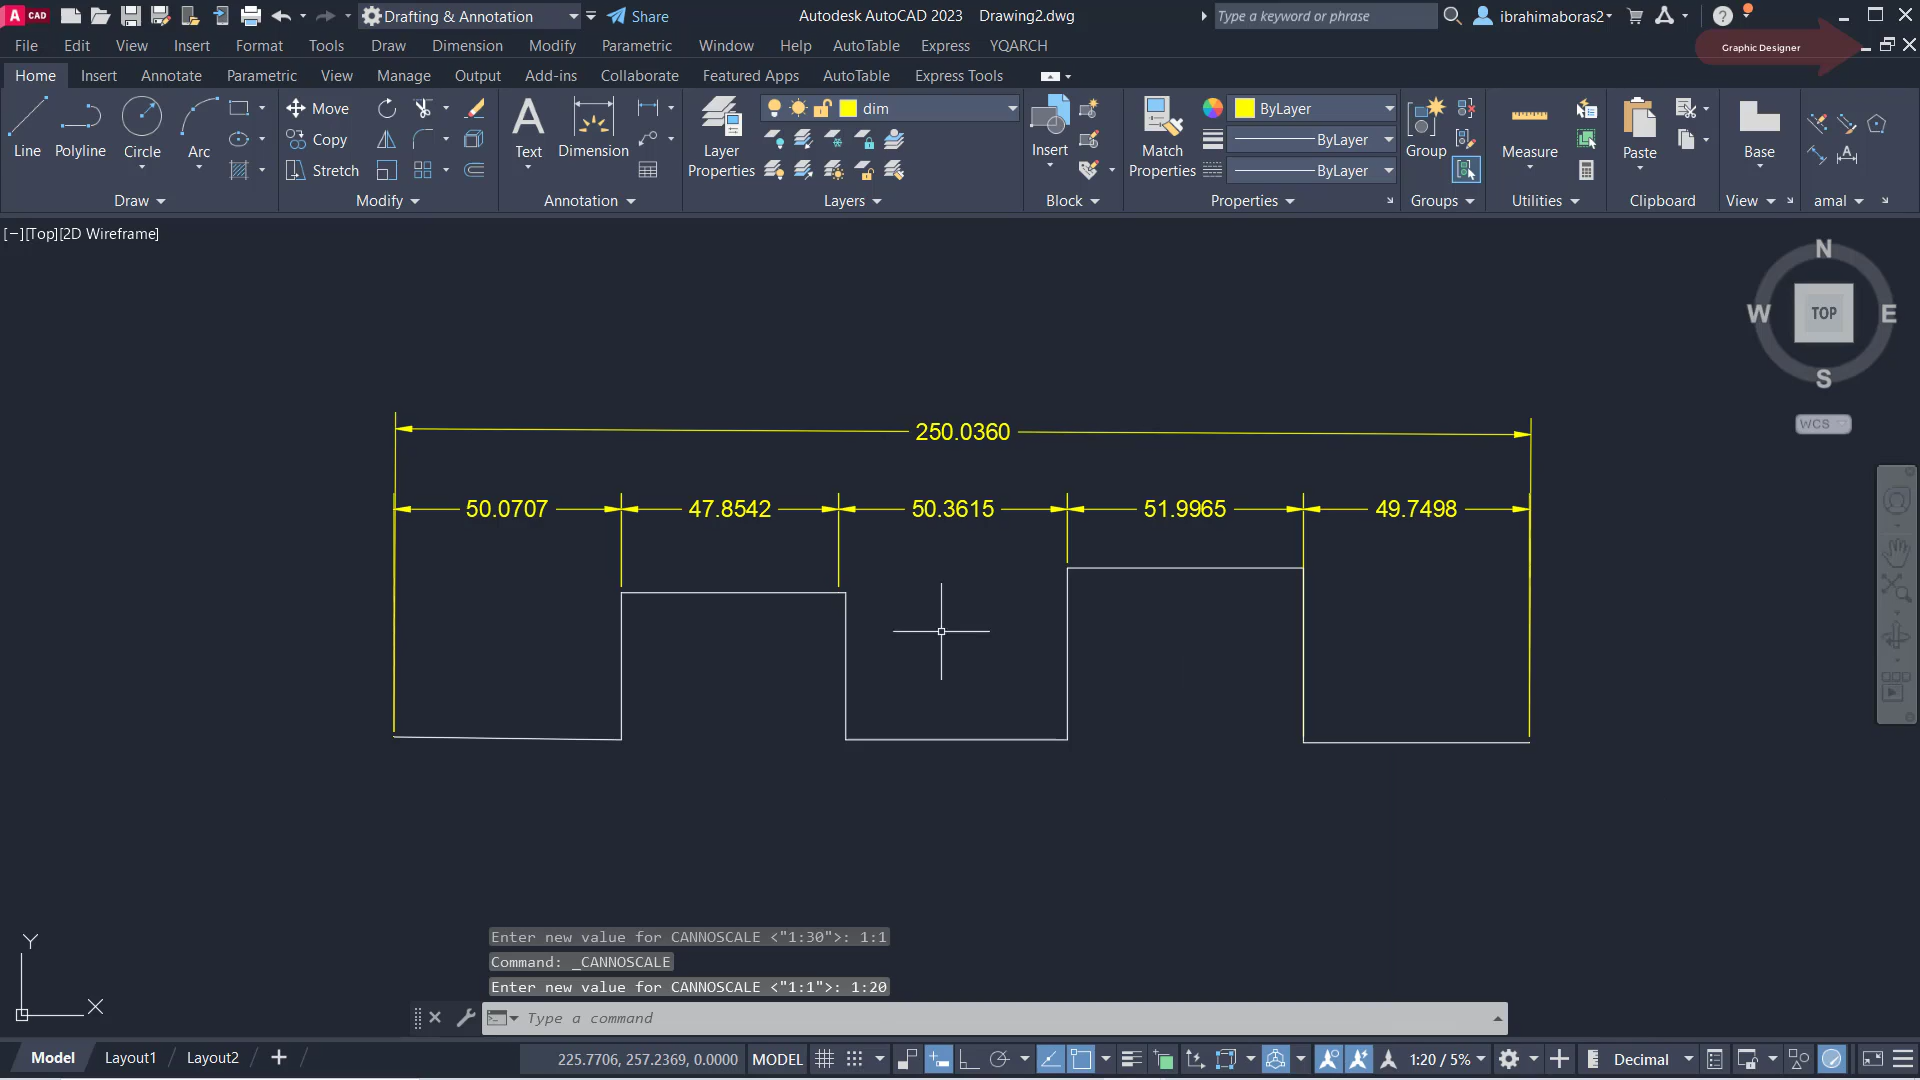 A CAD Drafting & Annotation Share Autodesk AutoCAD 2023 Drawing2.dwg Type a keyword or phrase ibrahimaboras2
File Edit View Insert Format Tools Draw Dimension Modify Parametric Window Help AutoTable Express YQARCH Graphic Designer
Home Insert Annotate Parametric View Manage Output Add-ins Collaborate Featured Apps AutoTable Express Tools
Move dim ByLayer
Copy ByLayer
Line Polyline Circle Arc Text Dimension Layer Insert Match Group Measure Paste Base
Stretch Properties Properties ByLayer
Draw Modify Annotation Layers Block Properties Groups Utilities Clipboard View amal
[−][Top][2D Wireframe]
N
W TOP E
S
WCS
250.0360
50.0707 47.8542 50.3615 51.9965 49.7498
Y
X
Enter new value for CANNOSCALE <"1:30">: 1:1
Command: _CANNOSCALE
Enter new value for CANNOSCALE <"1:1">: 1:20
Type a command
Model Layout1 Layout2 225.7706, 257.2369, 0.0000 MODEL 1:20 / 5% Decimal